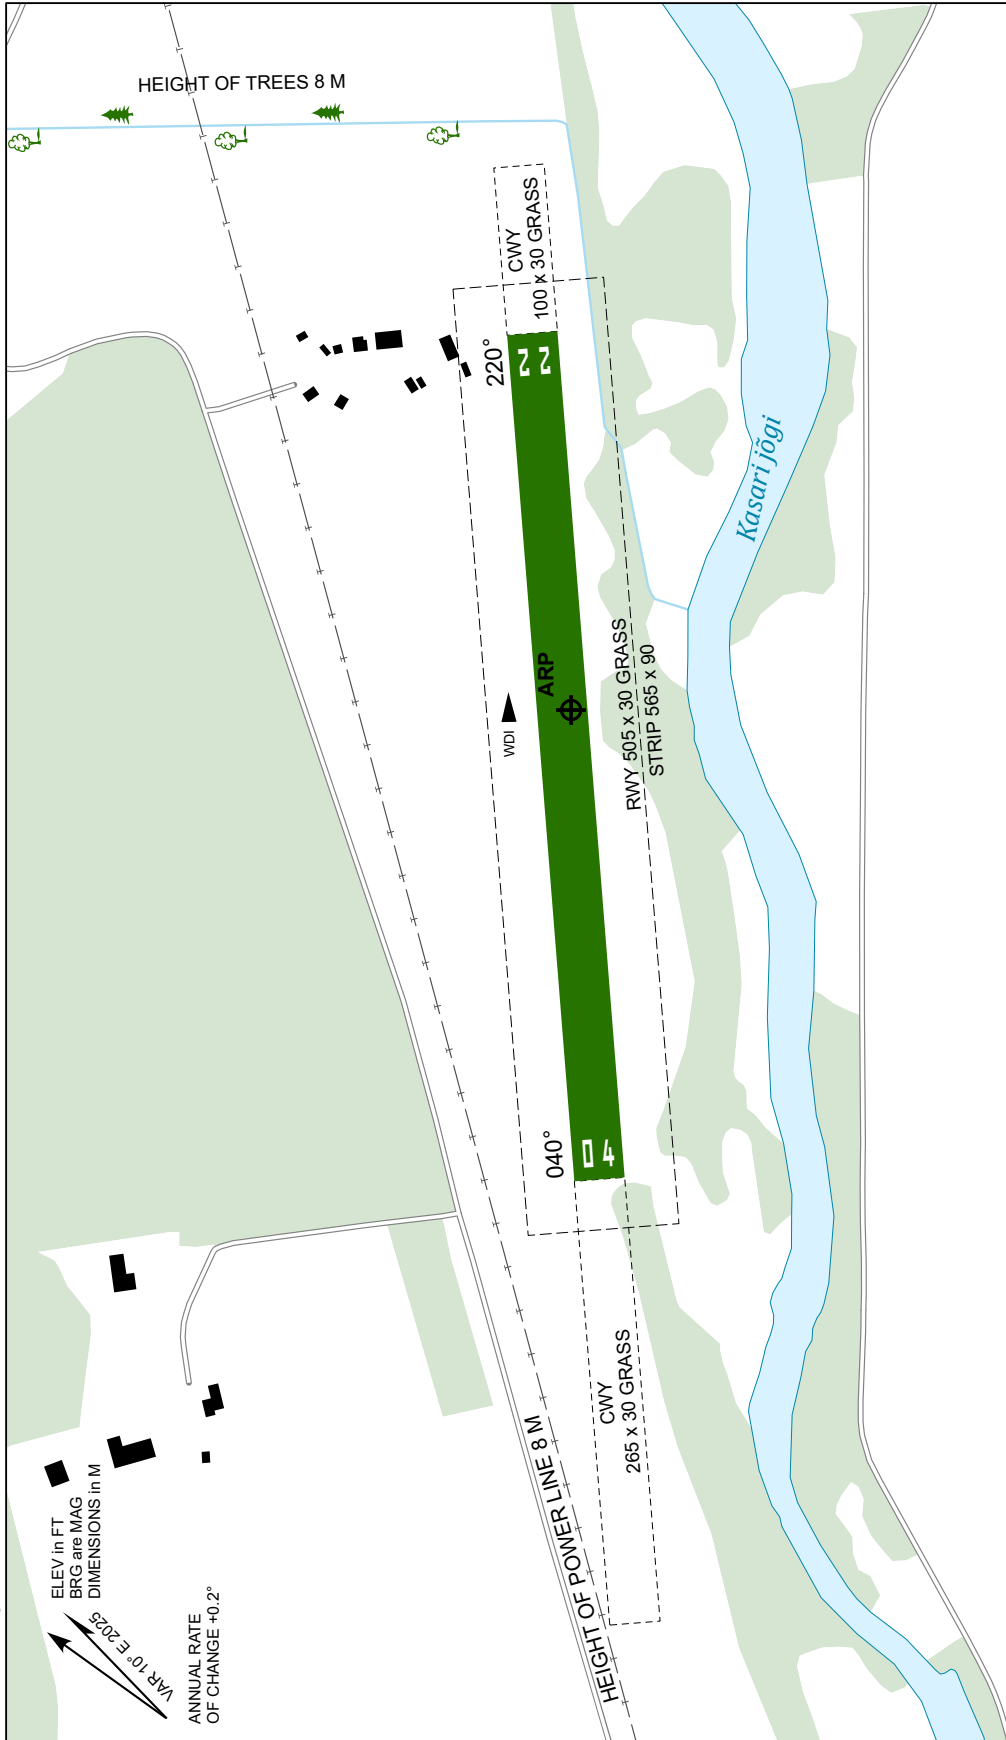 HEIGHT OF TREES 8 M
CWY
100 x 30 GRASS
220°
22
Kasari jõgi
ARP
WDI
RWY 505 x 30 GRASS
STRIP 565 x 90
040°
04
CWY
265 x 30 GRASS
HEIGHT OF POWER LINE 8 M
ELEV in FT
BRG are MAG
DIMENSIONS in M
VAR 10° E 2025
ANNUAL RATE
OF CHANGE +0.2°